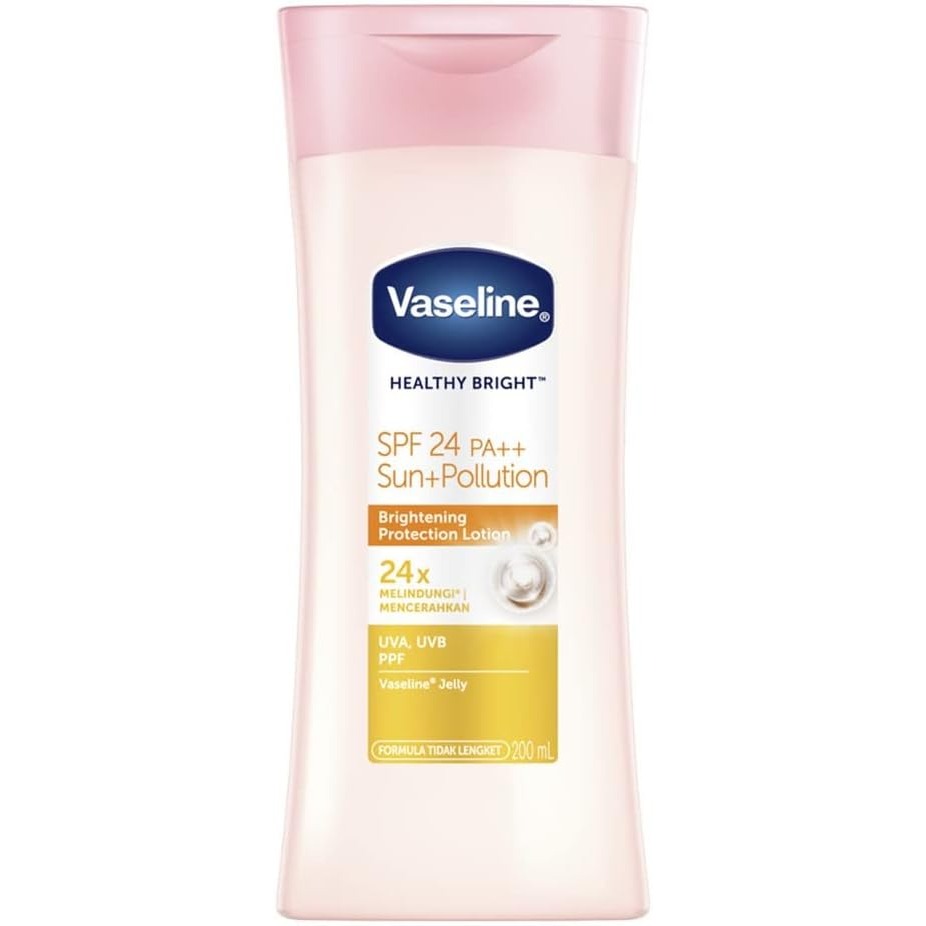 Vaseline®
HEALTHY BRIGHT™
SPF 24 PA++
Sun+Pollution
Brightening
Protection Lotion
24x
MELINDUNGI* |
MENCERAHKAN
UVA, UVB
PPF
Vaseline® Jelly
FORMULA TIDAK LENGKET 200 mL